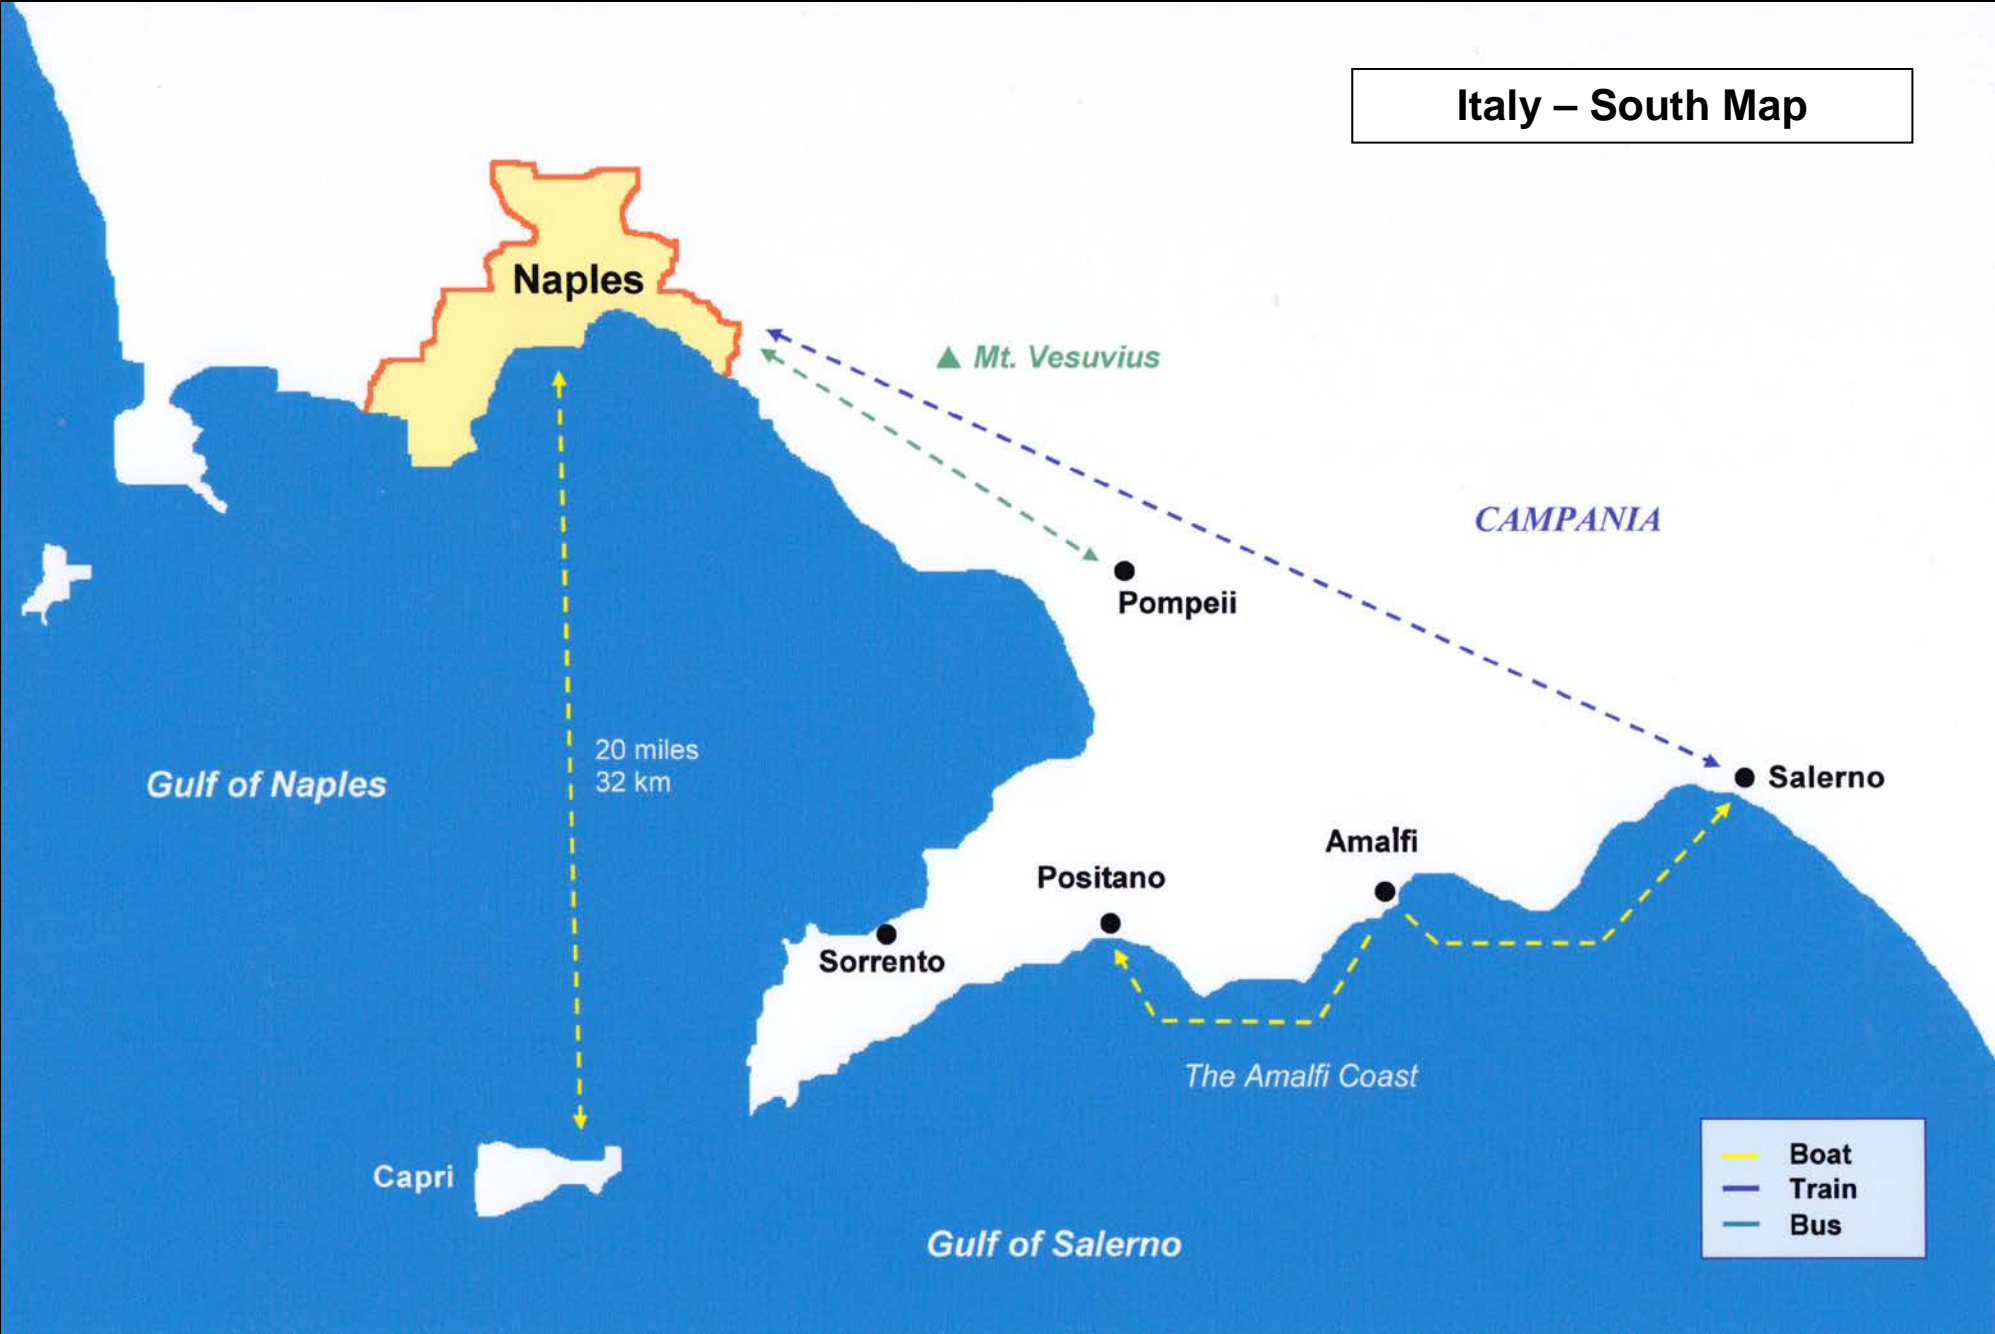 Italy – South Map
Naples
Mt. Vesuvius
CAMPANIA
Pompeii
20 miles
32 km
Gulf of Naples
Salerno
Amalfi
Positano
Sorrento
The Amalfi Coast
Capri
Gulf of Salerno
Boat
Train
Bus